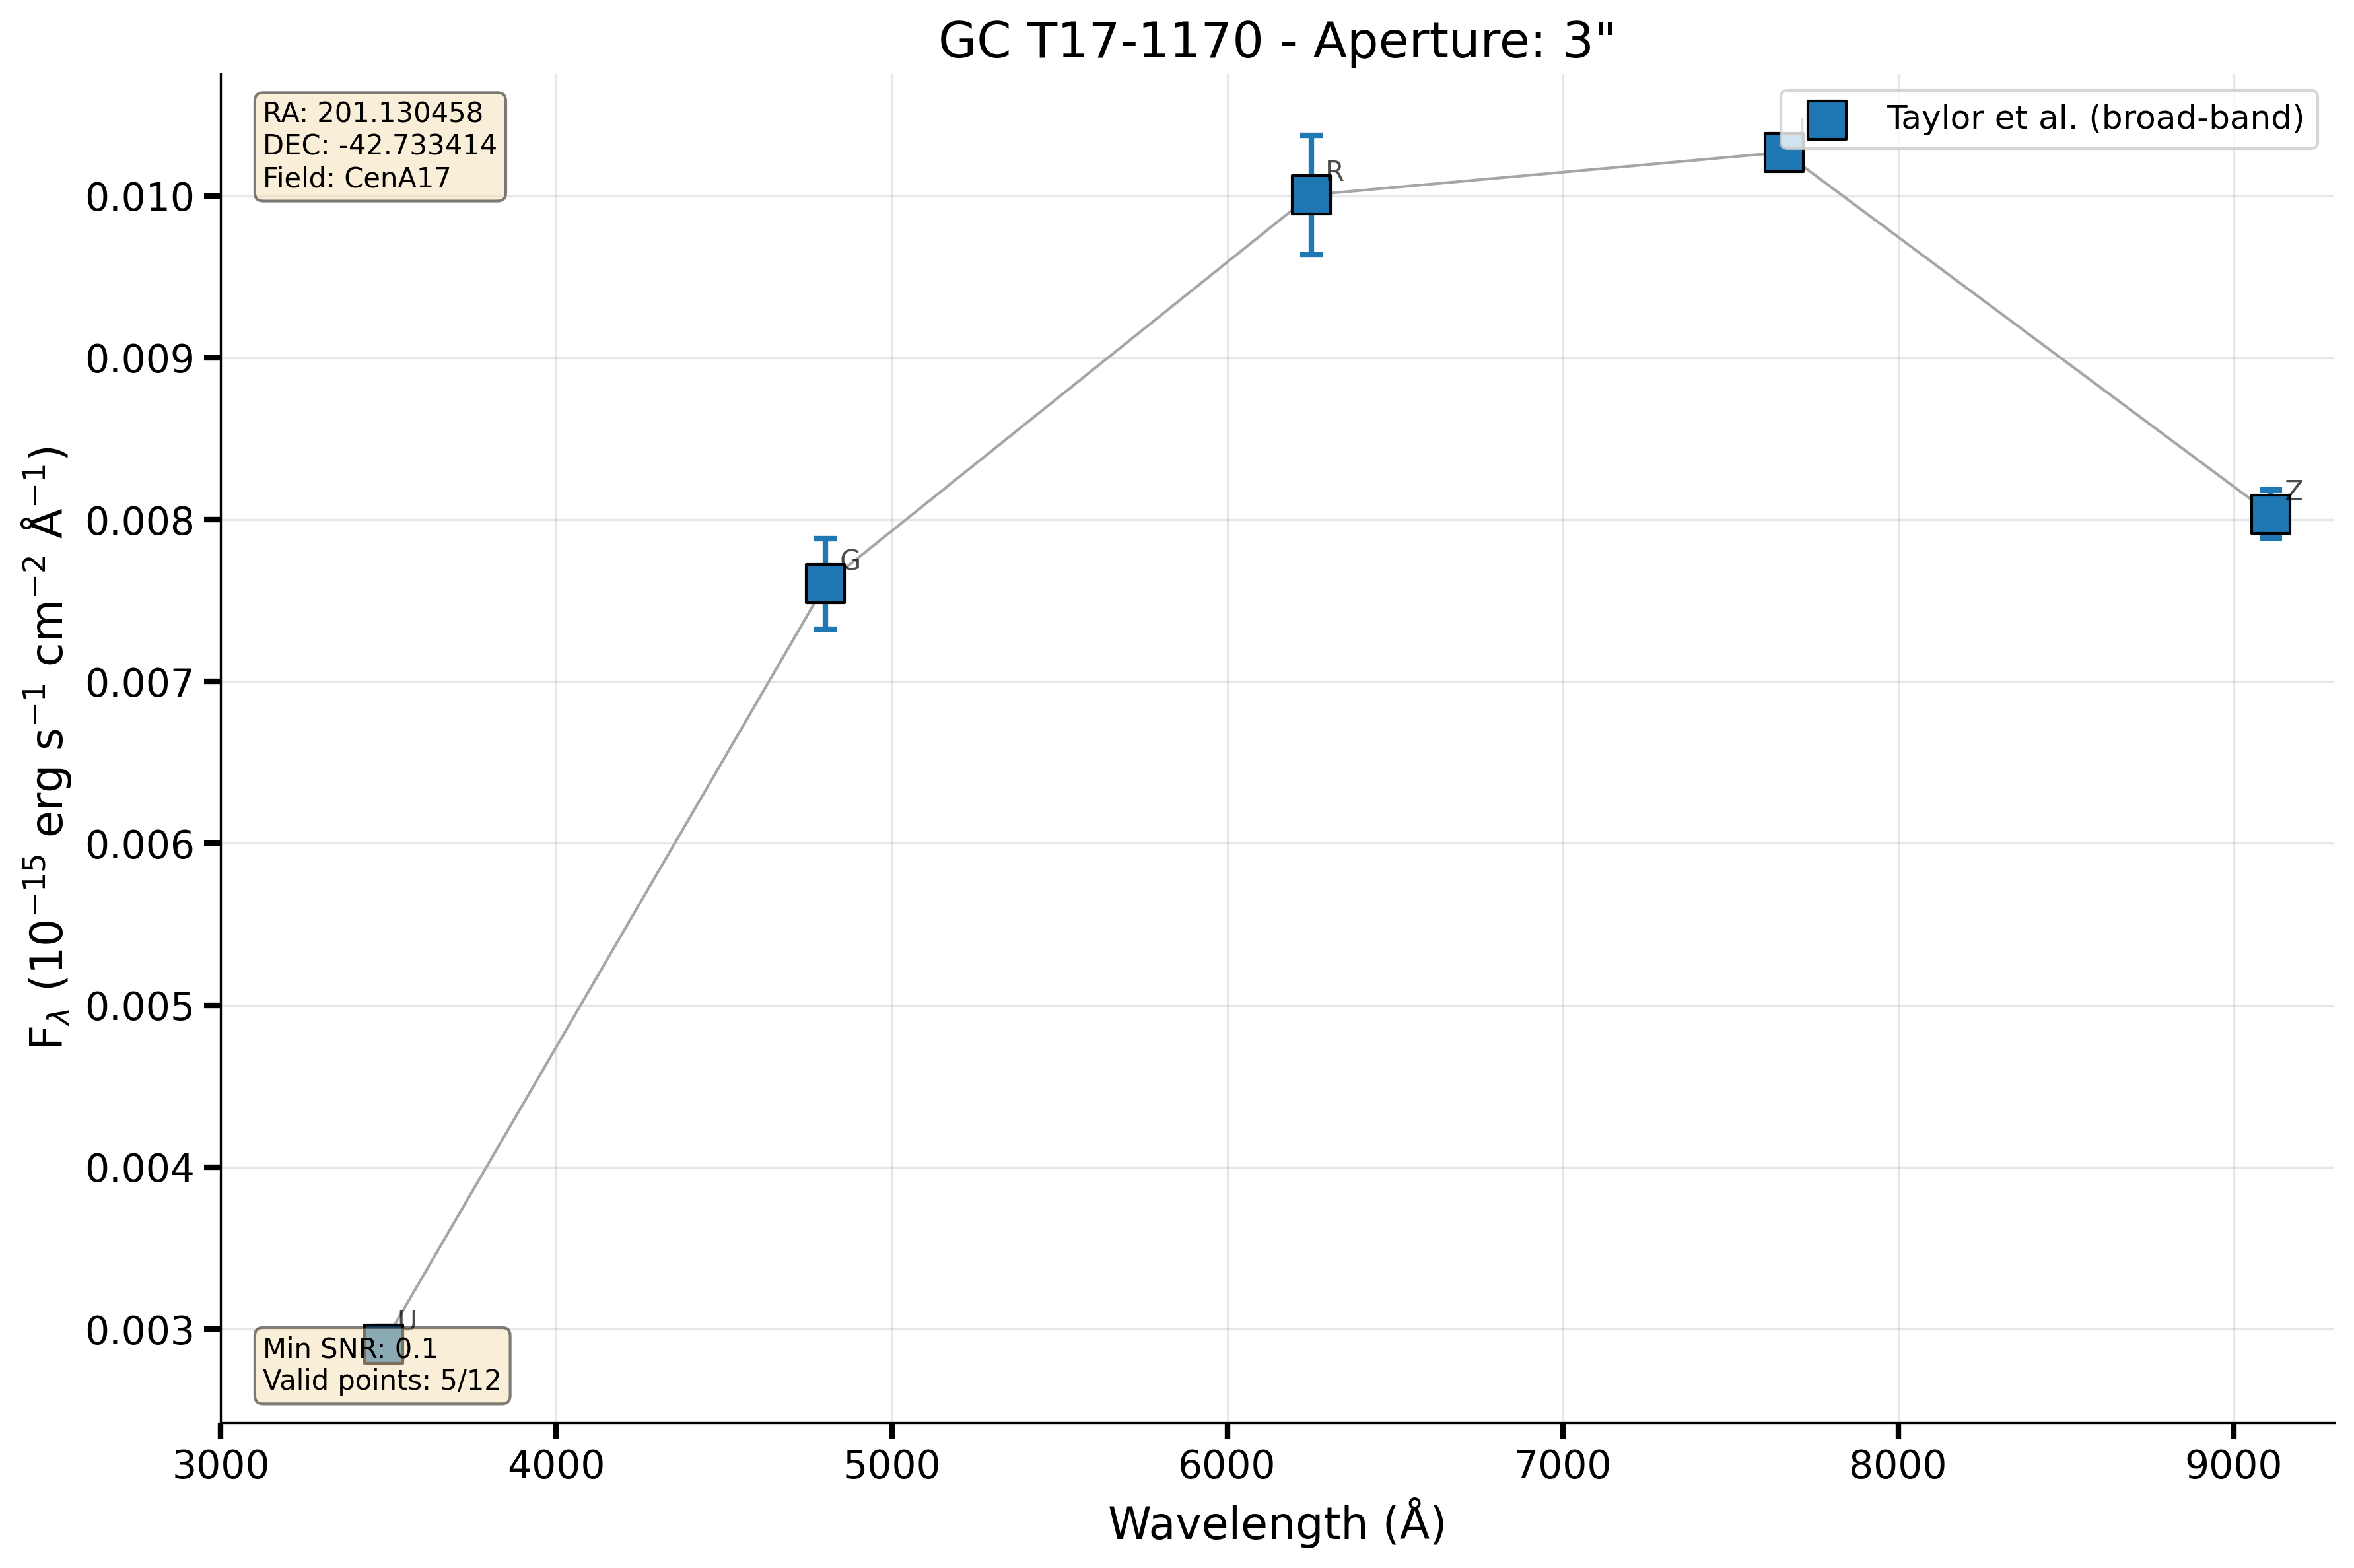 GC T17-1170 - Aperture: 3"
RA: 201.130458
DEC: -42.733414
Field: CenA17
Taylor et al. (broad-band)
R
G
Z
U
Min SNR: 0.1
Valid points: 5/12
0.010
0.009
0.008
0.007
0.006
0.005
0.004
0.003
F_λ (10⁻¹⁵ erg s⁻¹ cm⁻² Å⁻¹)
3000 4000 5000 6000 7000 8000 9000
Wavelength (Å)